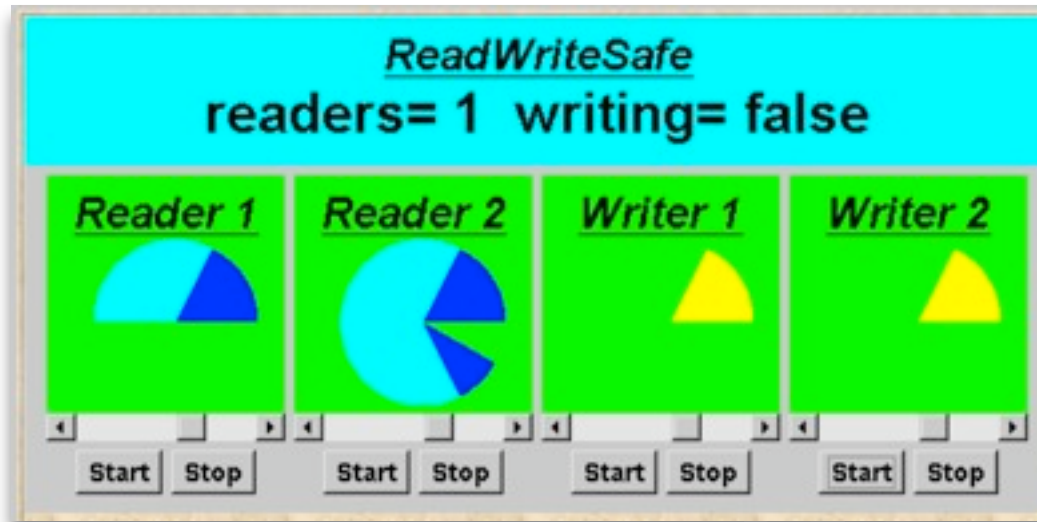 ReadWriteSafe
readers= 1 writing= false
Reader 1 Reader 2 Writer 1 Writer 2
Start Stop Start Stop Start Stop Start Stop